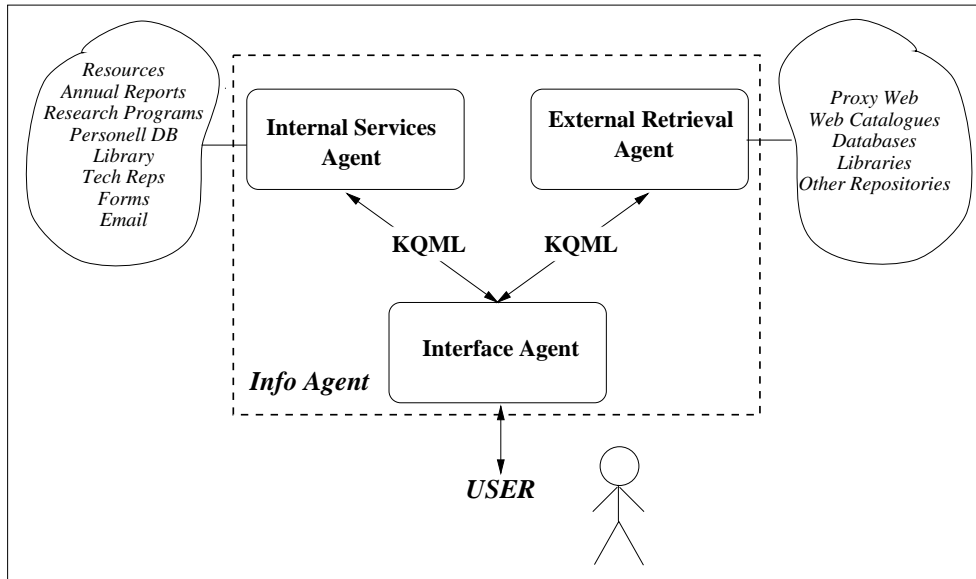 Resources
Annual Reports
Research Programs
Personell DB
Library
Tech Reps
Forms
Email
Internal Services
Agent
External Retrieval
Agent
Proxy Web
Web Catalogues
Databases
Libraries
Other Repositories
KQML
KQML
Interface Agent
Info Agent
USER